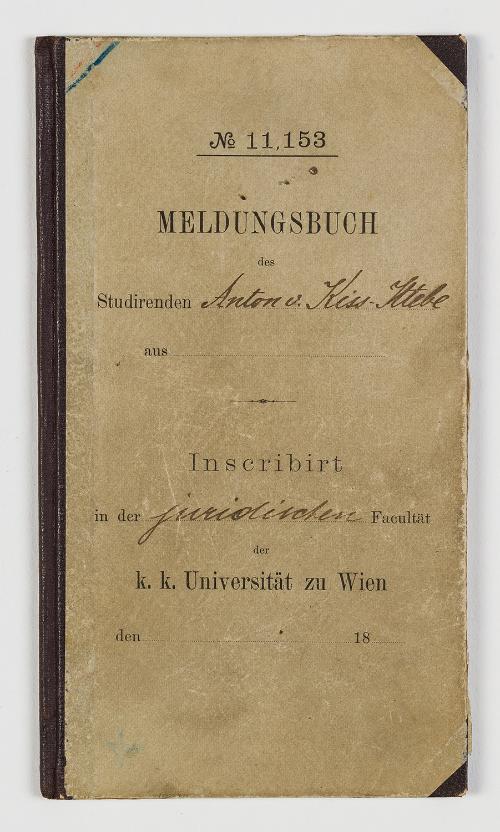 № 11,153
MELDUNGSBUCH
des
Studirenden Anton v. Kiss-Ittebe
aus
Inscribirt
in der juridischen Facultät
der
k. k. Universität zu Wien
den 18